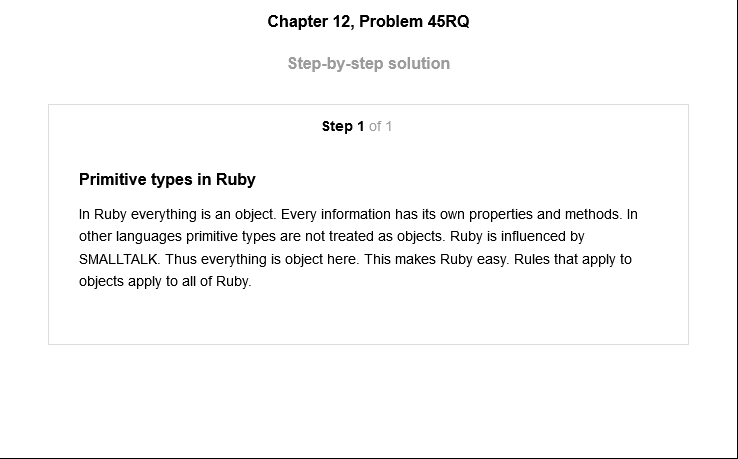 Chapter 12, Problem 45RQ
Step-by-step solution
Step 1 of 1
Primitive types in Ruby
In Ruby everything is an object. Every information has its own properties and methods. In
other languages primitive types are not treated as objects. Ruby is influenced by
SMALLTALK. Thus everything is object here. This makes Ruby easy. Rules that apply to
objects apply to all of Ruby.